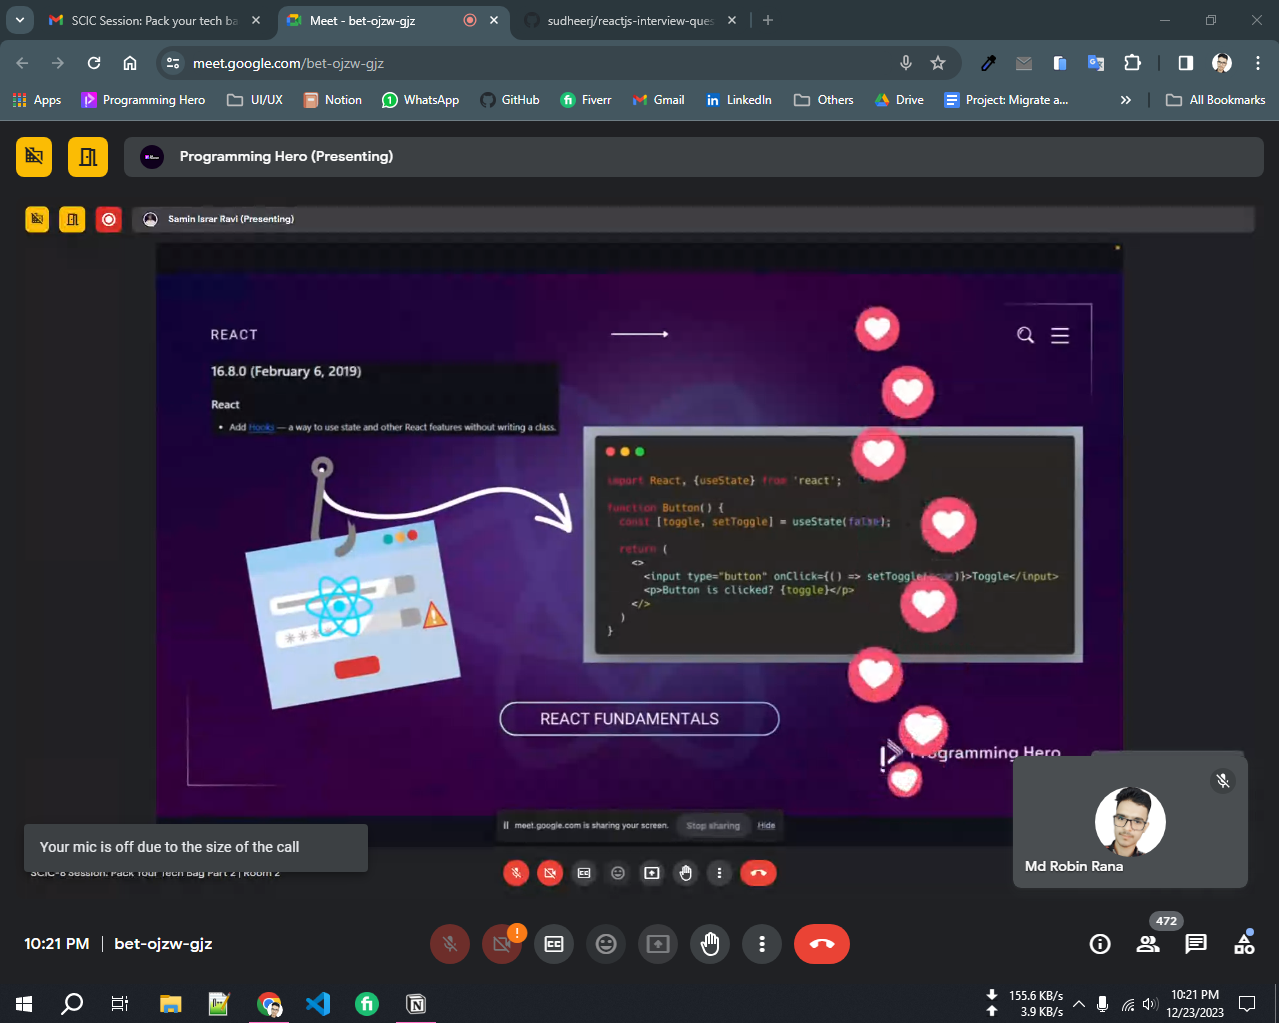 SCIC Session: Pack your tech ba
Meet - bet-ojzw-gjz
sudheerj/reactjs-interview-ques
meet.google.com/bet-ojzw-gjz
Apps
Programming Hero
UI/UX
Notion
WhatsApp
GitHub
Fiverr
Gmail
LinkedIn
Others
Drive
Project: Migrate a...
All Bookmarks
Programming Hero (Presenting)
Samin Israr Ravi (Presenting)
REACT
16.8.0 (February 6, 2019)
React
• Add Hooks — a way to use state and other React features without writing a class.
import React, {useState} from 'react';
function Button() {
const [toggle, setToggle] = useState(false);
return (
<>
<input type="button" onClick={() => setToggle(true)}>Toggle</input>
<p>Button is clicked? {toggle}</p>
</>
)
}
REACT FUNDAMENTALS
Programming Hero
meet.google.com is sharing your screen.
Stop sharing
Hide
Your mic is off due to the size of the call
SCIC-8 Session: Pack Your Tech Bag Part 2 | Room 2
Md Robin Rana
10:21 PM | bet-ojzw-gjz
472
155.6 KB/s
3.9 KB/s
10:21 PM
12/23/2023